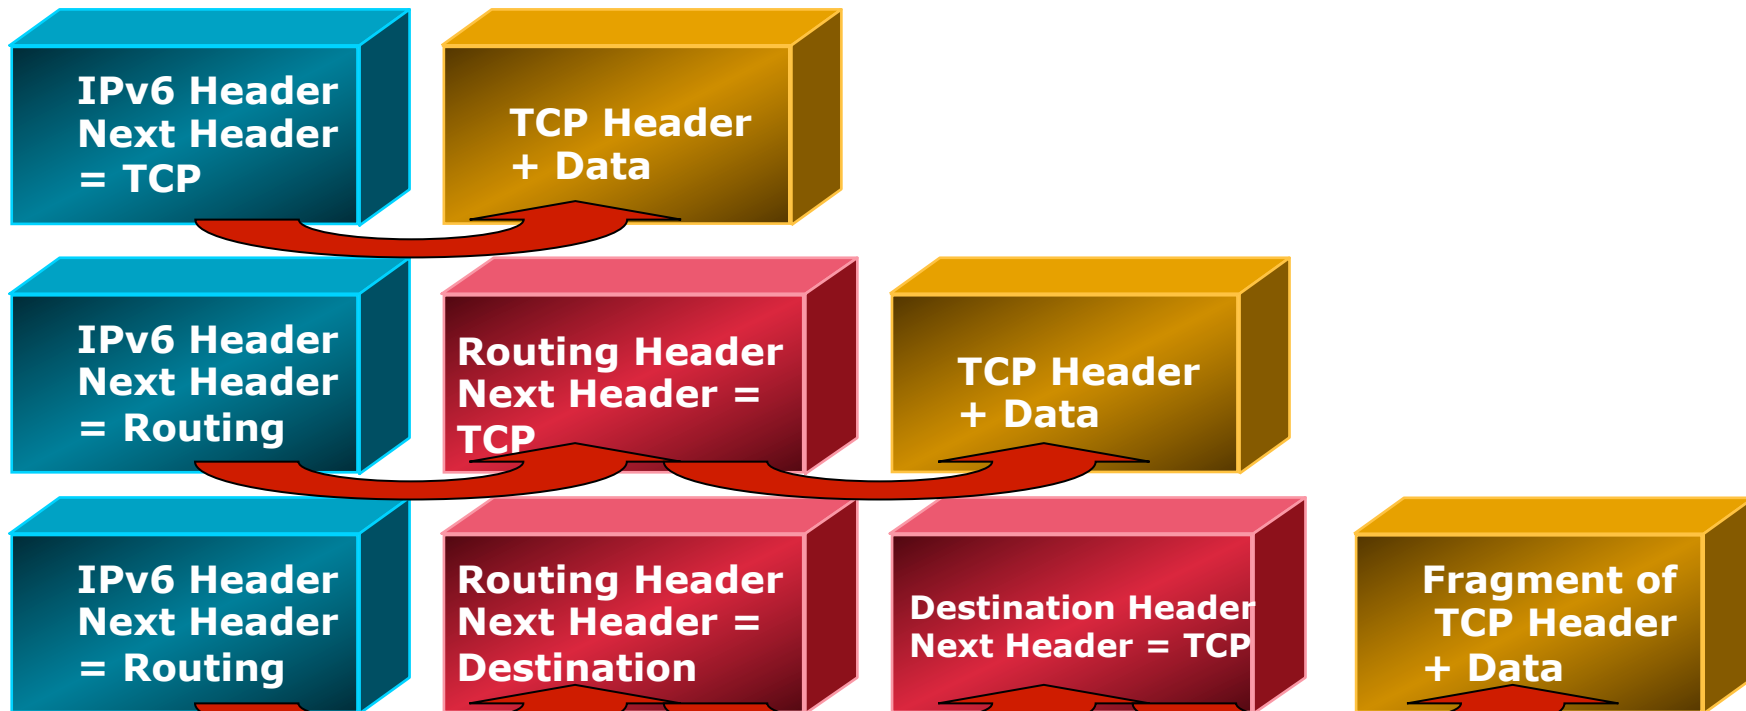 IPv6 Header
Next Header
= TCP
TCP Header
+ Data
IPv6 Header
Next Header
= Routing
Routing Header
Next Header =
TCP
TCP Header
+ Data
IPv6 Header
Next Header
= Routing
Routing Header
Next Header =
Destination
Destination Header
Next Header = TCP
Fragment of
TCP Header
+ Data